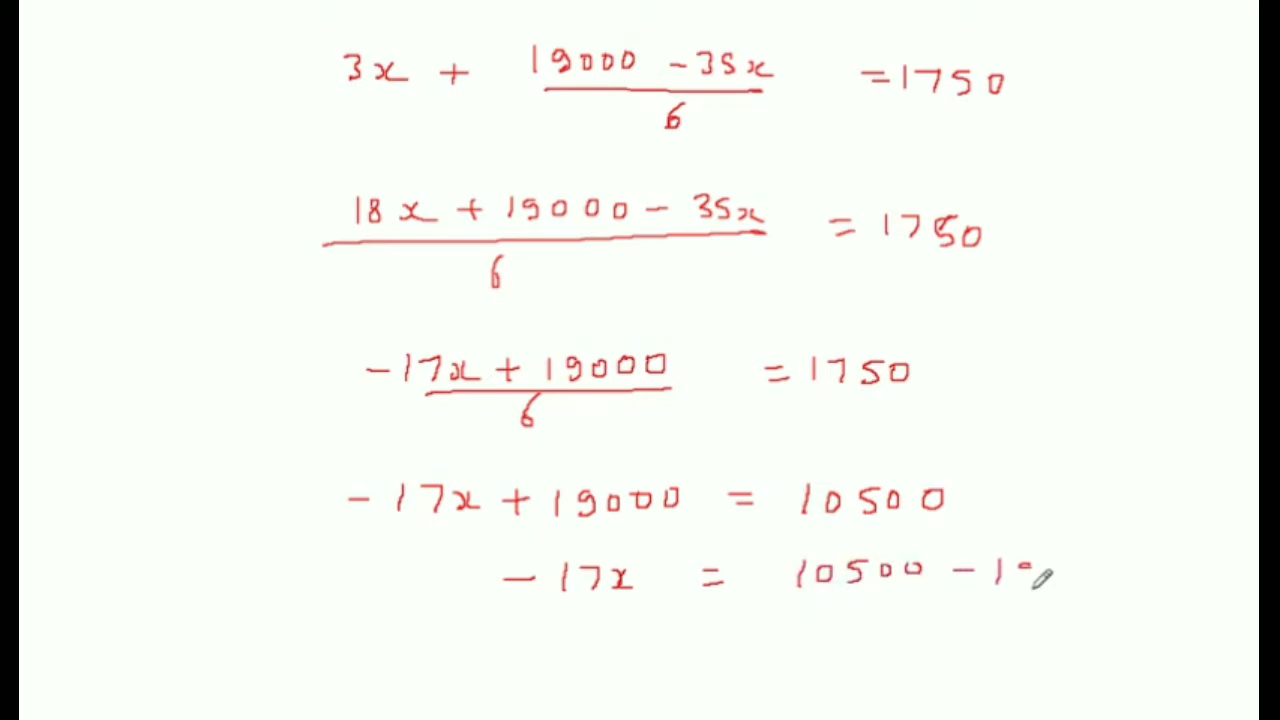 3x + 19000 - 35x / 6 = 1750
18x + 19000 - 35x / 6 = 1750
-17x + 19000 / 6 = 1750
-17x + 19000 = 10500
-17x = 10500 - 1